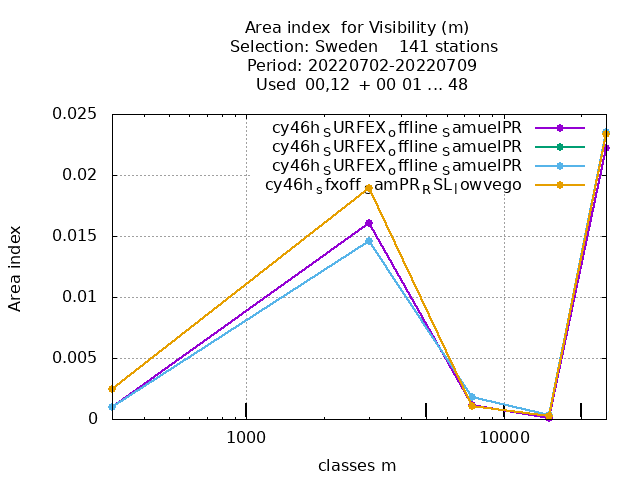 Area index  for Visibility (m)
Selection: Sweden    141 stations
Period: 20220702-20220709
Used  00,12  + 00 01 ... 48
0.025
0.02
0.015
0.01
0.005
0
Area index
cy46h_SURFEX_offline_SamuelPR
cy46h_SURFEX_offline_SamuelPR
cy46h_SURFEX_offline_SamuelPR
cy46h_sfxoff_samPR_RSL_lowvego
1000
10000
classes m